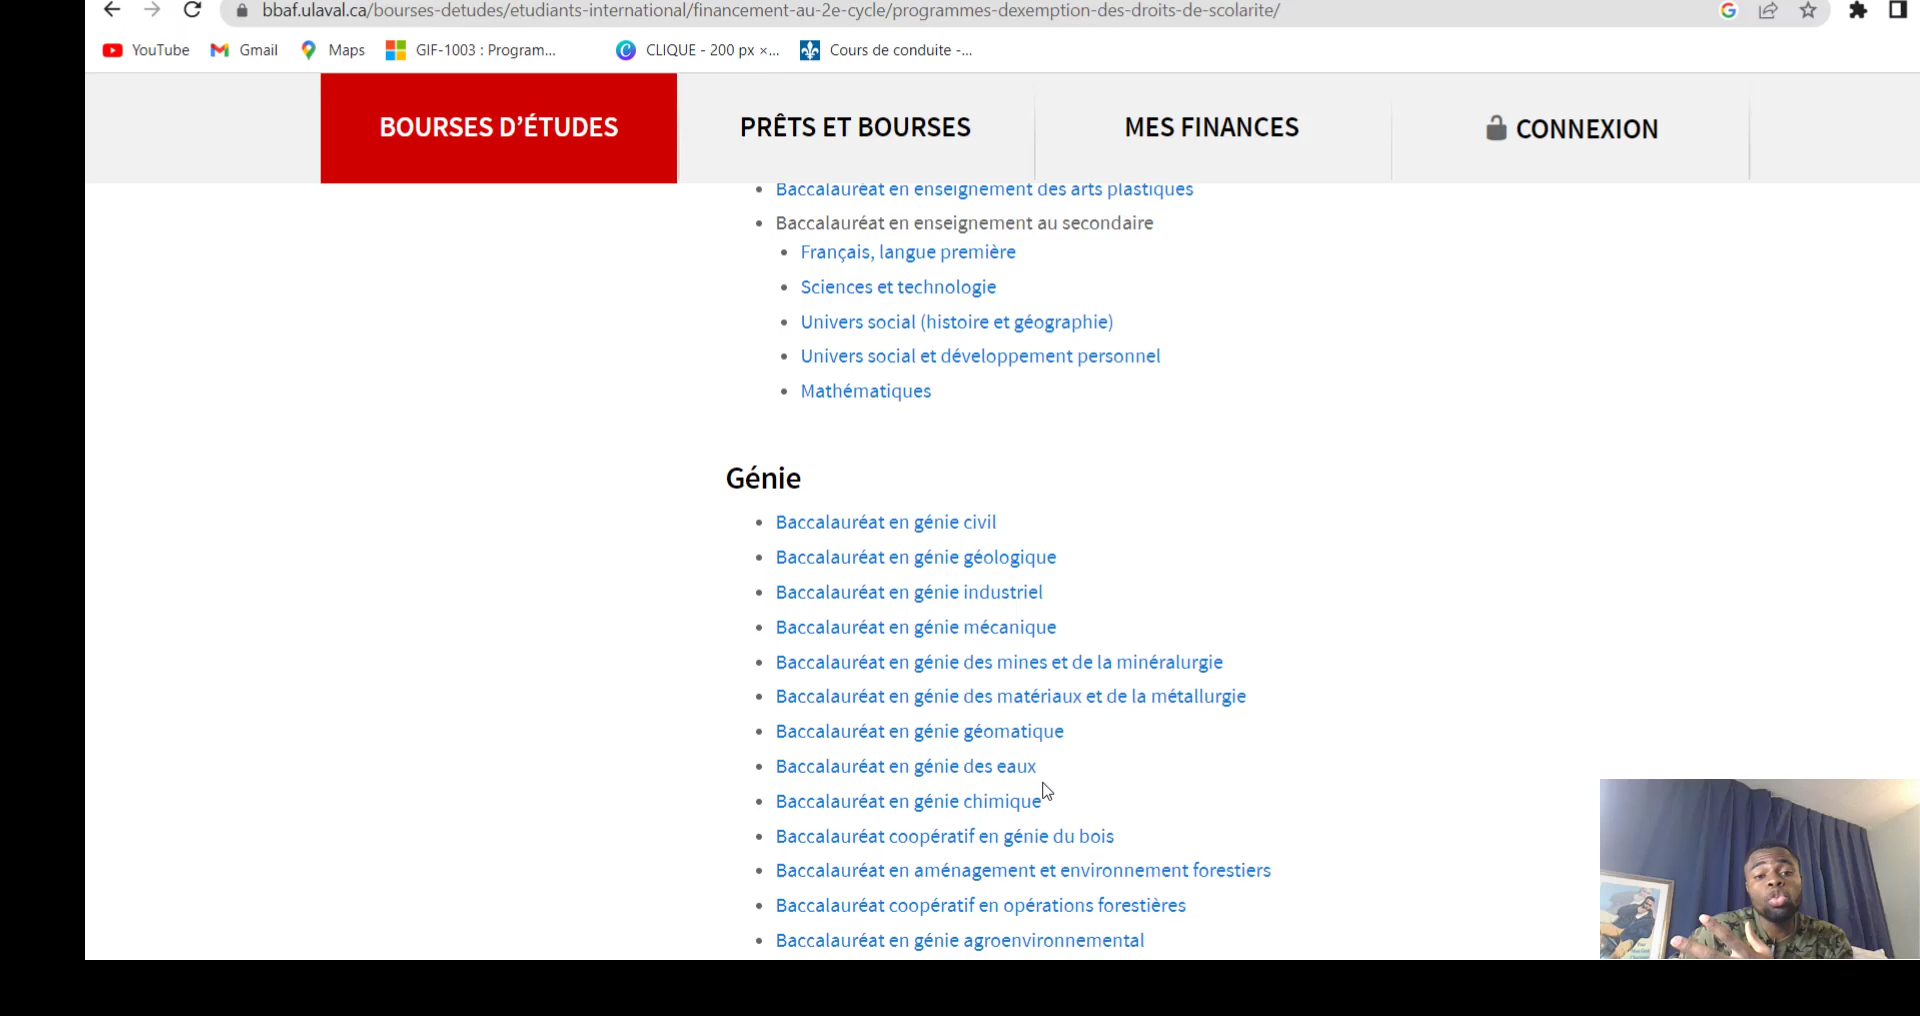 bbaf.ulaval.ca/bourses-detudes/etudiants-international/financement-au-2e-cycle/programmes-dexemption-des-droits-de-scolarite/
YouTube Gmail Maps GIF-1003 : Program... CLIQUE - 200 px ×... Cours de conduite -...
BOURSES D’ÉTUDES PRÊTS ET BOURSES MES FINANCES CONNEXION
Baccalauréat en enseignement des arts plastiques
Baccalauréat en enseignement au secondaire
Français, langue première
Sciences et technologie
Univers social (histoire et géographie)
Univers social et développement personnel
Mathématiques
Génie
Baccalauréat en génie civil
Baccalauréat en génie géologique
Baccalauréat en génie industriel
Baccalauréat en génie mécanique
Baccalauréat en génie des mines et de la minéralurgie
Baccalauréat en génie des matériaux et de la métallurgie
Baccalauréat en génie géomatique
Baccalauréat en génie des eaux
Baccalauréat en génie chimique
Baccalauréat coopératif en génie du bois
Baccalauréat en aménagement et environnement forestiers
Baccalauréat coopératif en opérations forestières
Baccalauréat en génie agroenvironnemental